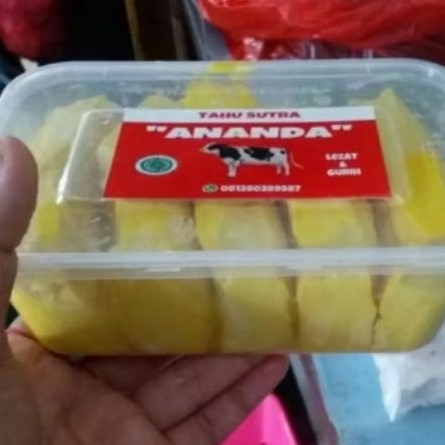 TAHU SUTRA
"ANANDA"
LEZAT
&
GURIH